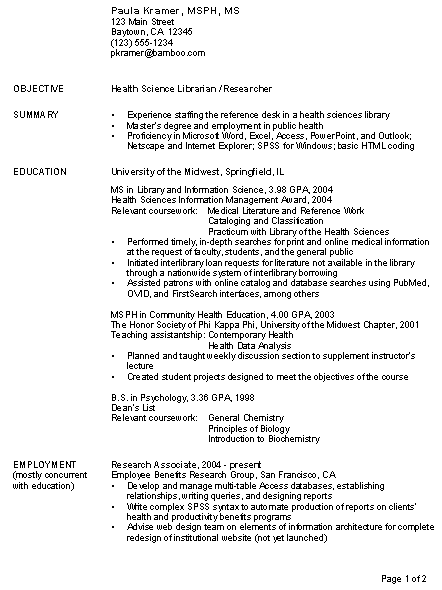 Paula Kramer, MSPH, MS
123 Main Street
Baytown, CA 12345
(123) 555-1234
pkramer@bamboo.com
OBJECTIVE Health Science Librarian / Researcher
SUMMARY • Experience staffing the reference desk in a health sciences library
• Master's degree and employment in public health
• Proficiency in Microsoft Word, Excel, Access, PowerPoint, and Outlook;
Netscape and Internet Explorer; SPSS for Windows; basic HTML coding
EDUCATION University of the Midwest, Springfield, IL
MS in Library and Information Science, 3.98 GPA, 2004
Health Sciences Information Management Award, 2004
Relevant coursework: Medical Literature and Reference Work
Cataloging and Classification
Practicum with Library of the Health Sciences
• Performed timely, in-depth searches for print and online medical information
at the request of faculty, students, and the general public
• Initiated interlibrary loan requests for literature not available in the library
through a nationwide system of interlibrary borrowing
• Assisted patrons with online catalog and database searches using PubMed,
OVID, and FirstSearch interfaces, among others
MSPH in Community Health Education, 4.00 GPA, 2003
The Honor Society of Phi Kappa Phi, University of the Midwest Chapter, 2001
Teaching assistantship: Contemporary Health
Health Data Analysis
• Planned and taught weekly discussion section to supplement instructor's
lecture
• Created student projects designed to meet the objectives of the course
B.S. in Psychology, 3.36 GPA, 1998
Dean's List
Relevant coursework: General Chemistry
Principles of Biology
Introduction to Biochemistry
EMPLOYMENT Research Associate, 2004 - present
(mostly concurrent Employee Benefits Research Group, San Francisco, CA
with education) • Develop and manage multi-table Access databases, establishing
relationships, writing queries, and designing reports
• Write complex SPSS syntax to automate production of reports on clients'
health and productivity benefits programs
• Advise web design team on elements of information architecture for complete
redesign of institutional website (not yet launched)
Page 1 of 2